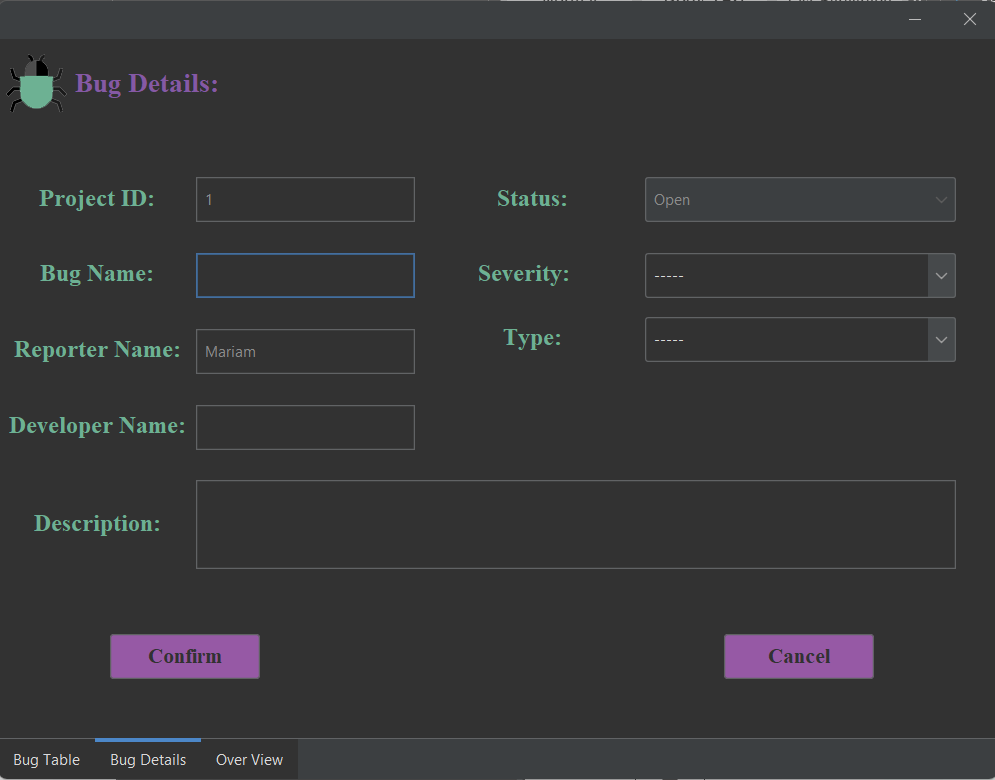 Bug Details:
Project ID: 1 Status: Open
Bug Name: Severity: -----
Reporter Name: Mariam Type: -----
Developer Name:
Description:
Confirm Cancel
Bug Table Bug Details Over View